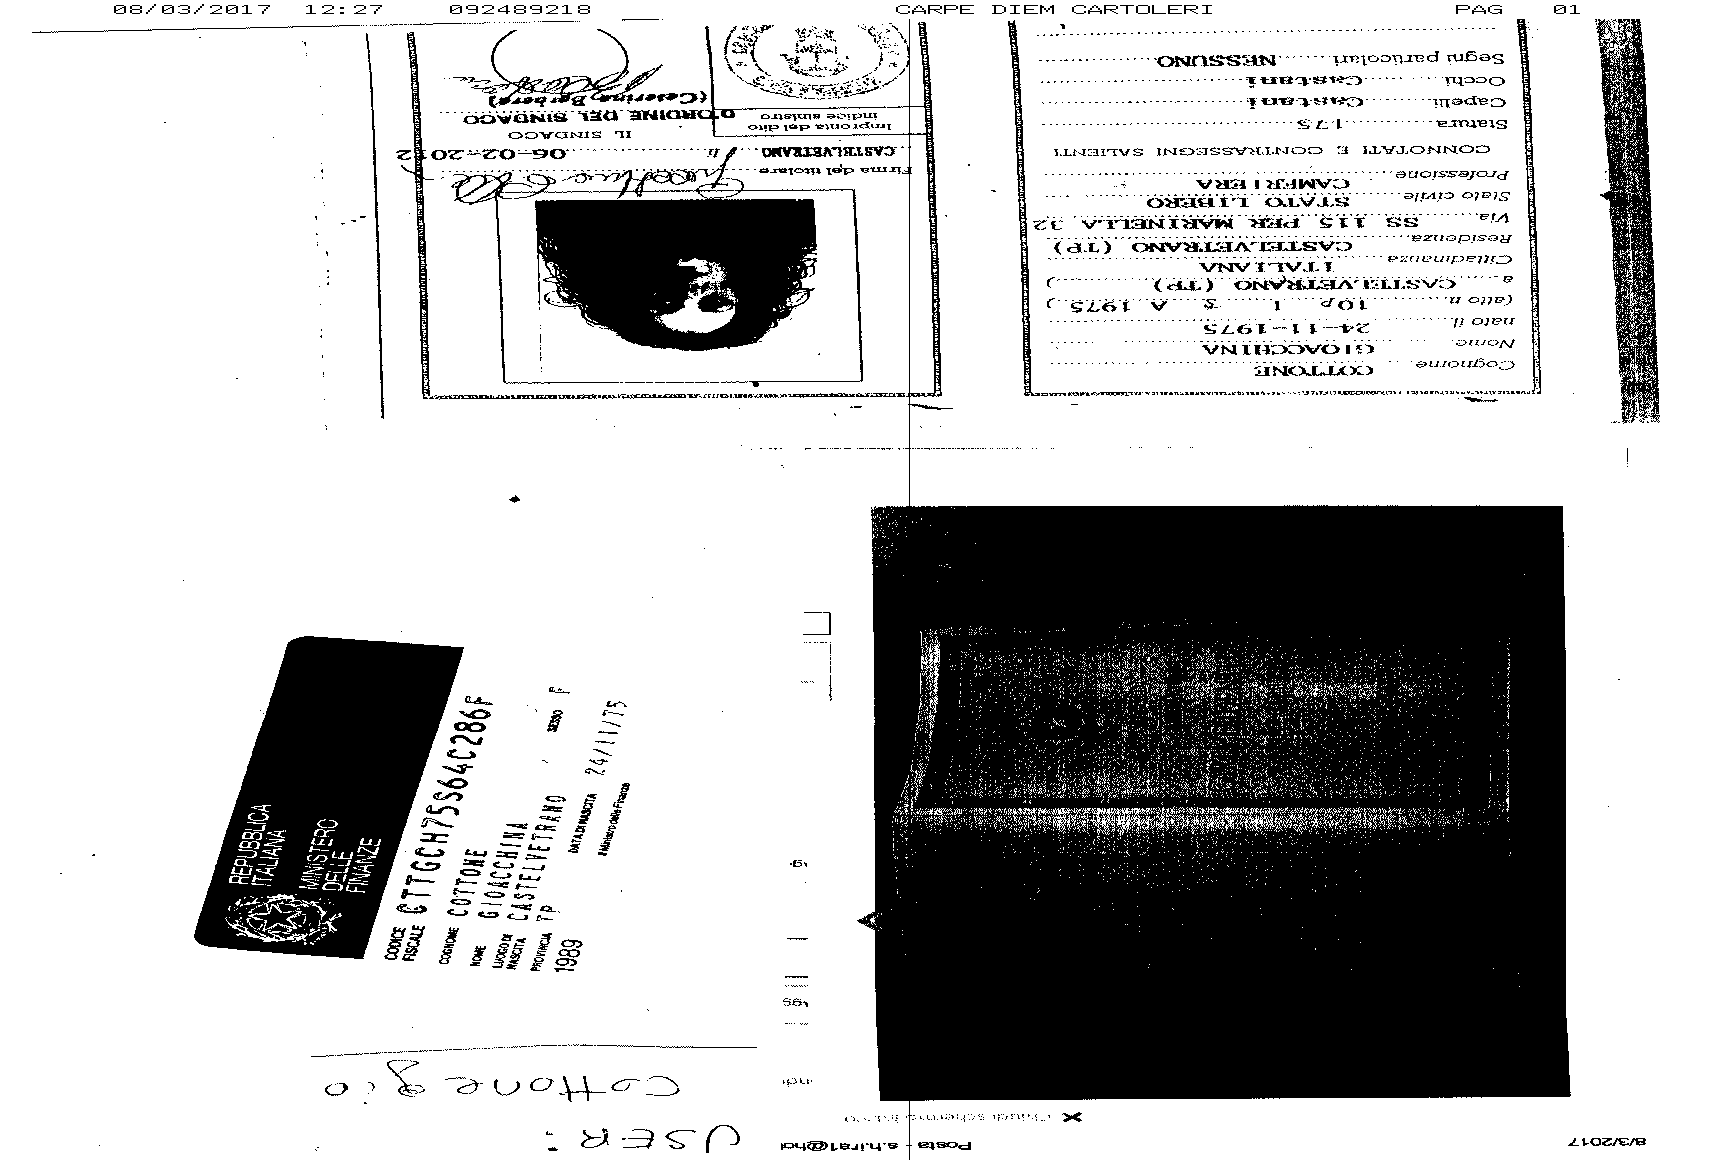 08/03/2017 12:27 092489218 CARPE DIEM CARTOLERI PAG 01
Cognome COTTONE
Nome GIOACCHINA
nato il 24-11-1975
(atto n. 10p I S A 1975)
a CASTELVETRANO (TP)
Cittadinanza ITALIANA
Residenza CASTELVETRANO (TP)
Via SS 115 PER MARINELLA 32
Stato civile STATO LIBERO
Professione CAMERIERA
CONNOTATI E CONTRASSEGNI SALIENTI
Statura 175
Capelli Castani
Occhi Castani
Segni particolari NESSUNO
Firma del titolare
CASTELVETRANO li 06-02-2012
IL SINDACO
Impronta del dito
indice sinistro
D'ORDINE DEL SINDACO
(Caterina Barbera)
REPUBBLICA
ITALIANA
MINISTERO
DELLE
FINANZE
CODICE FISCALE CTTGCH75S64C286F
COGNOME COTTONE
NOME GIOACCHINA
LUOGO DI NASCITA CASTELVETRANO
PROVINCIA TP SESSO F
1989 DATA DI NASCITA 24/11/75
Il Ministro delle Finanze
8/3/2017
Posta - s.h.ira1@hot
USER:
Cottone gio